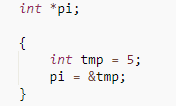 int *pi;
{
int tmp = 5;
pi = &tmp;
}